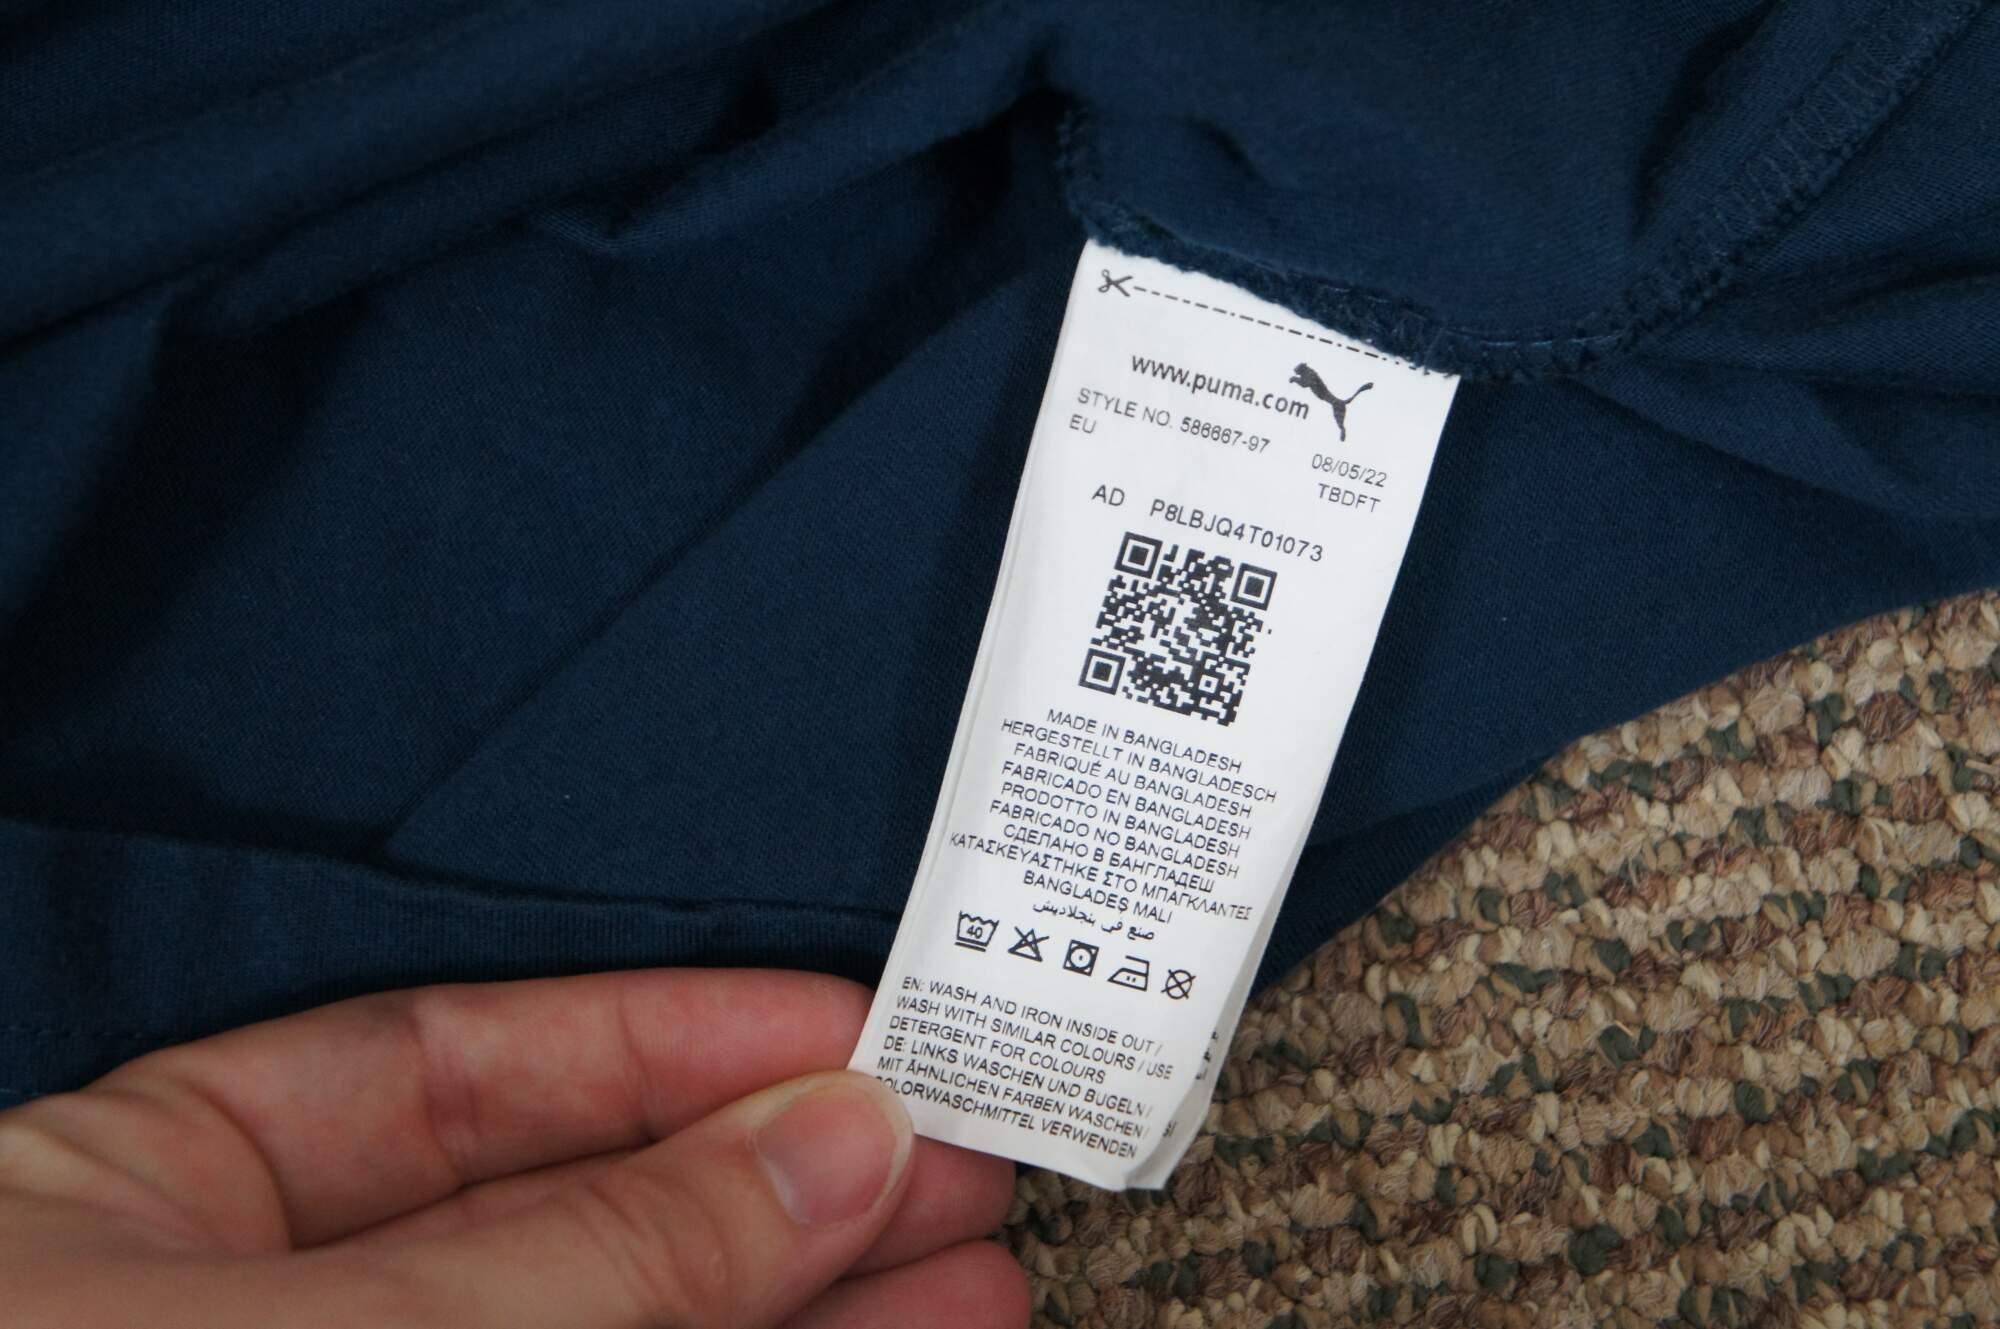 www.puma.com
STYLE NO. 586667-97
EU
08/05/22
TBDFT
AD P8LBJQ4T01073
MADE IN BANGLADESH
HERGESTELLT IN BANGLADESCH
FABRIQUÉ AU BANGLADESH
FABRICADO EN BANGLADESH
PRODOTTO IN BANGLADESH
FABRICADO NO BANGLADESH
СДЕЛАНО В БАНГЛАДЕШ
ΚΑΤΑΣΚΕΥΑΣΤΗΚΕ ΣΤΟ ΜΠΑΓΚΛΑΝΤΕΣ
BANGLADEŞ MALI
صنع في بنجلاديش
40
EN: WASH AND IRON INSIDE OUT /
WASH WITH SIMILAR COLOURS / USE
DETERGENT FOR COLOURS
DE: LINKS WASCHEN UND BUGELN /
MIT ÄHNLICHEN FARBEN WASCHEN /
COLORWASCHMITTEL VERWENDEN